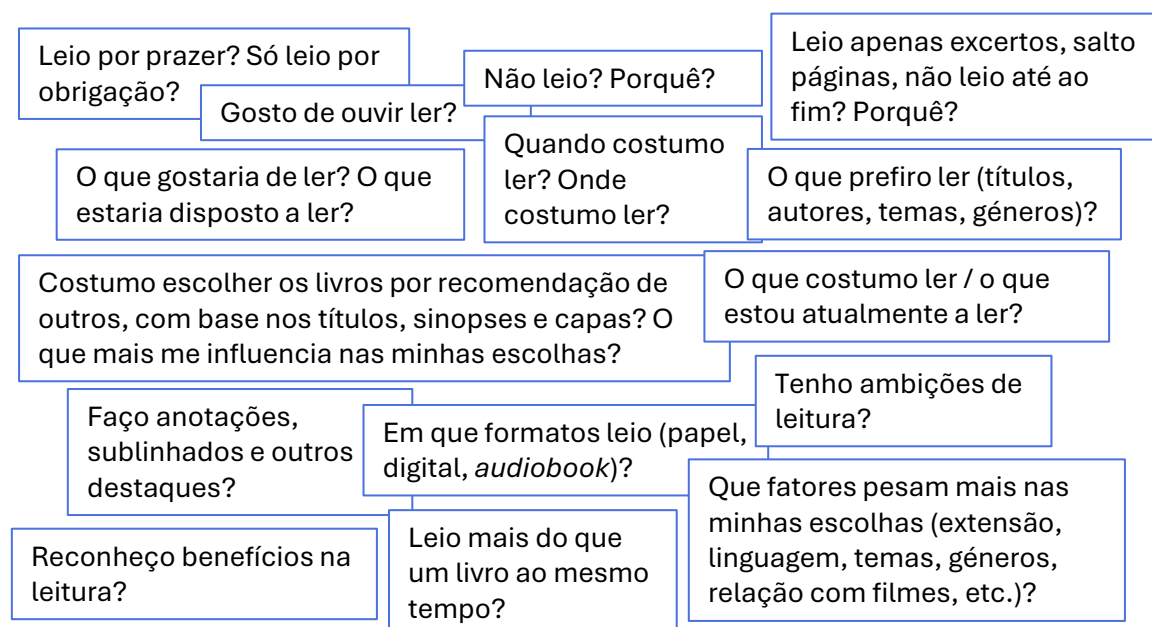 Leio por prazer? Só leio por
obrigação?
Gosto de ouvir ler?
Não leio? Porquê?
Leio apenas excertos, salto
páginas, não leio até ao
fim? Porquê?
O que gostaria de ler? O que
estaria disposto a ler?
Quando costumo
ler? Onde
costumo ler?
O que prefiro ler (títulos,
autores, temas, géneros)?
Costumo escolher os livros por recomendação de
outros, com base nos títulos, sinopses e capas? O
que mais me influencia nas minhas escolhas?
O que costumo ler / o que
estou atualmente a ler?
Tenho ambições de
leitura?
Faço anotações,
sublinhados e outros
destaques?
Em que formatos leio (papel,
digital, audiobook)?
Que fatores pesam mais nas
minhas escolhas (extensão,
linguagem, temas, géneros,
relação com filmes, etc.)?
Reconheço benefícios na
leitura?
Leio mais do que
um livro ao mesmo
tempo?